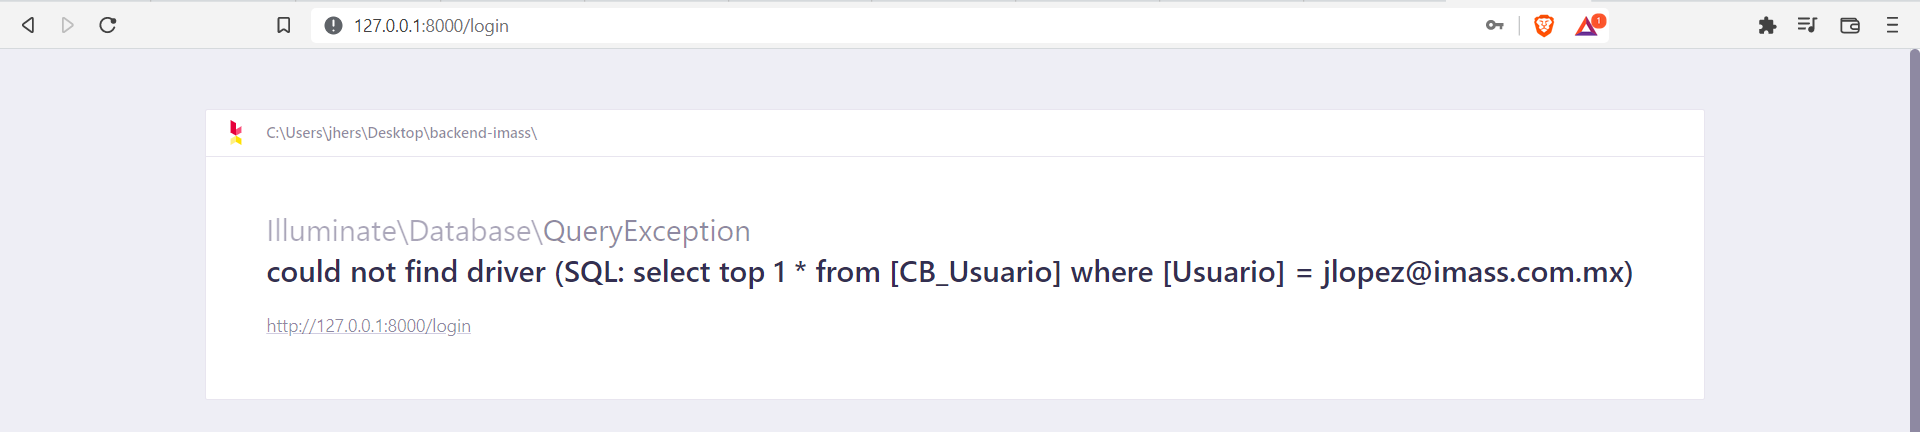 127.0.0.1:8000/login
1
C:\Users\jhers\Desktop\backend-imass\
Illuminate\Database\QueryException
could not find driver (SQL: select top 1 * from [CB_Usuario] where [Usuario] = jlopez@imass.com.mx)
http://127.0.0.1:8000/login